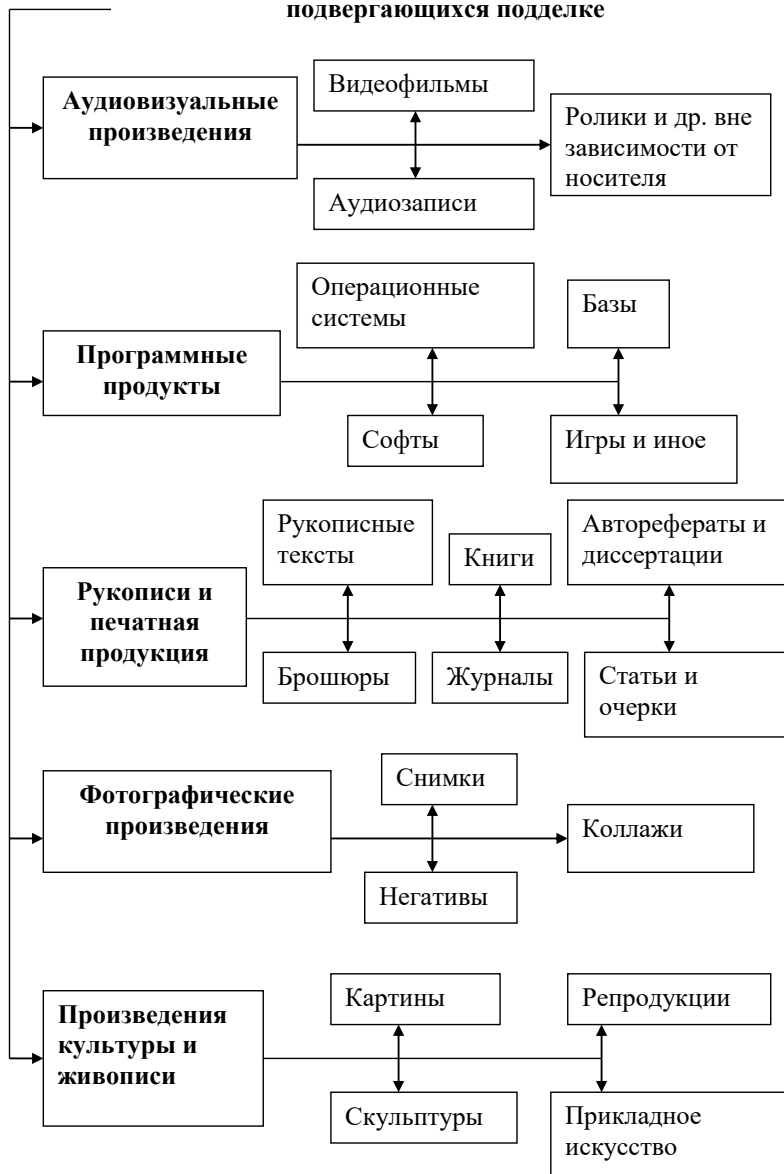 подвергающихся подделке
Видеофильмы
Аудиовизуальные
произведения
Ролики и др. вне
зависимости от
носителя
Аудиозаписи
Операционные
системы
Базы
Программные
продукты
Софты
Игры и иное
Рукописные
тексты
Книги
Авторефераты и
диссертации
Рукописи и
печатная
продукция
Брошюры
Журналы
Статьи и
очерки
Снимки
Фотографические
произведения
Коллажи
Негативы
Картины
Репродукции
Произведения
культуры и
живописи
Скульптуры
Прикладное
искусство